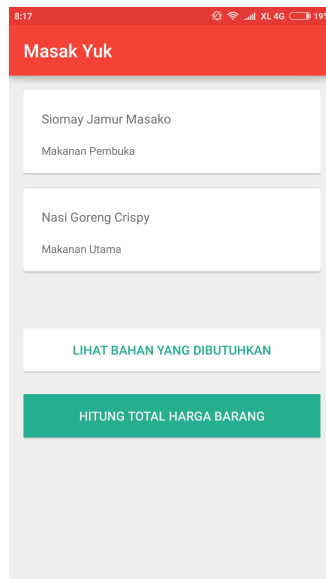 8:17 XL 4G 19%
Masak Yuk
Siomay Jamur Masako
Makanan Pembuka
Nasi Goreng Crispy
Makanan Utama
LIHAT BAHAN YANG DIBUTUHKAN
HITUNG TOTAL HARGA BARANG